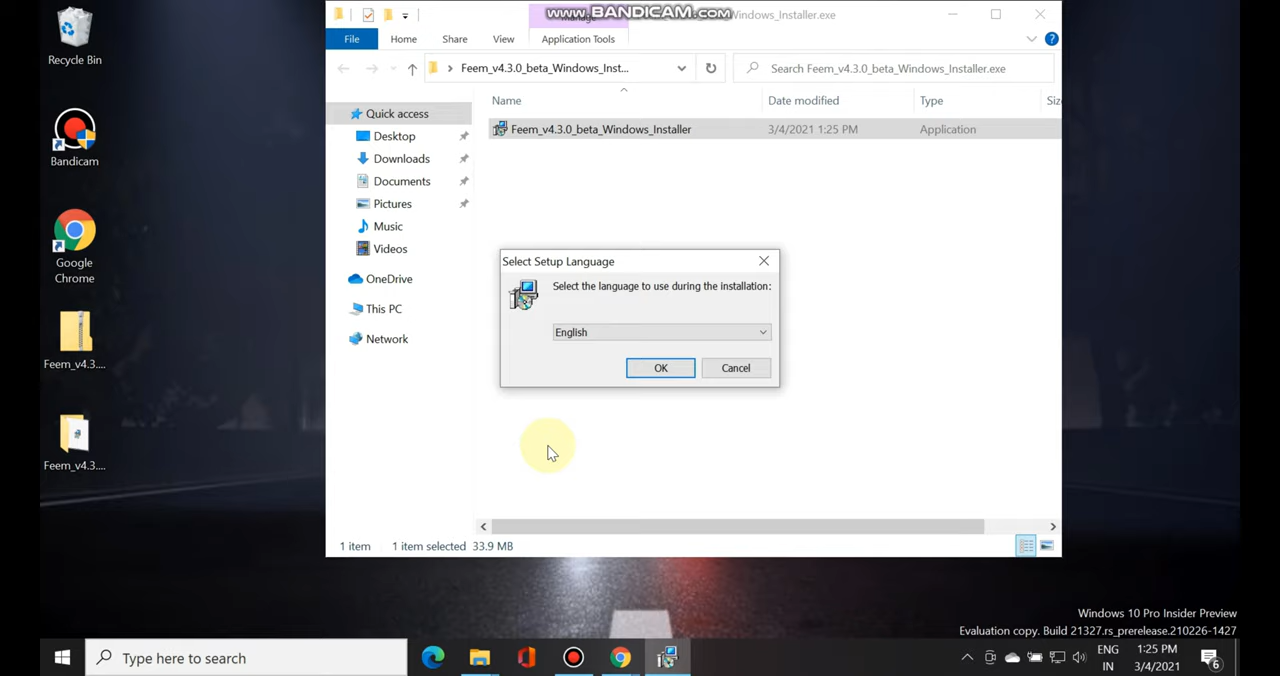 Recycle Bin
Bandicam
Google
Chrome
Feem_v4.3....
Feem_v4.3....
www.BANDICAM.com
Windows_Installer.exe
File
Home
Share
View
Application Tools
Feem_v4.3.0_beta_Windows_Inst...
Search Feem_v4.3.0_beta_Windows_Installer.exe
Quick access
Desktop
Downloads
Documents
Pictures
Music
Videos
OneDrive
This PC
Network
Name
Date modified
Type
Siz
Feem_v4.3.0_beta_Windows_Installer
3/4/2021 1:25 PM
Application
Select Setup Language
Select the language to use during the installation:
English
OK
Cancel
1 item
1 item selected
33.9 MB
Windows 10 Pro Insider Preview
Evaluation copy. Build 21327.rs_prerelease.210226-1427
Type here to search
ENG
IN
1:25 PM
3/4/2021
6